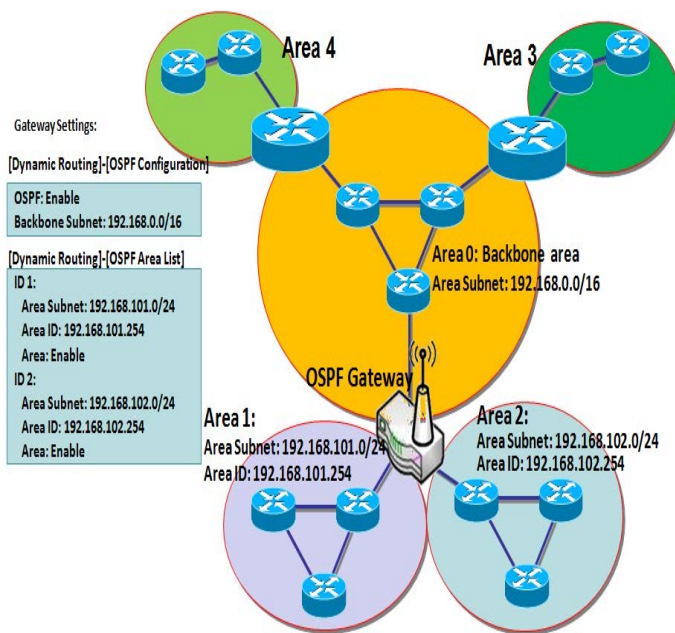 Area 4
Area 3
Gateway Settings:
[Dynamic Routing]-[OSPF Configuration]
OSPF: Enable
Backbone Subnet: 192.168.0.0/16
[Dynamic Routing]-[OSPF Area List]
ID 1:
Area Subnet: 192.168.101.0/24
Area ID: 192.168.101.254
Area: Enable
ID 2:
Area Subnet: 192.168.102.0/24
Area ID: 192.168.102.254
Area: Enable
Area 0: Backbone area
Area Subnet: 192.168.0.0/16
OSPF Gateway
Area 1:
Area Subnet: 192.168.101.0/24
Area ID: 192.168.101.254
Area 2:
Area Subnet: 192.168.102.0/24
Area ID: 192.168.102.254